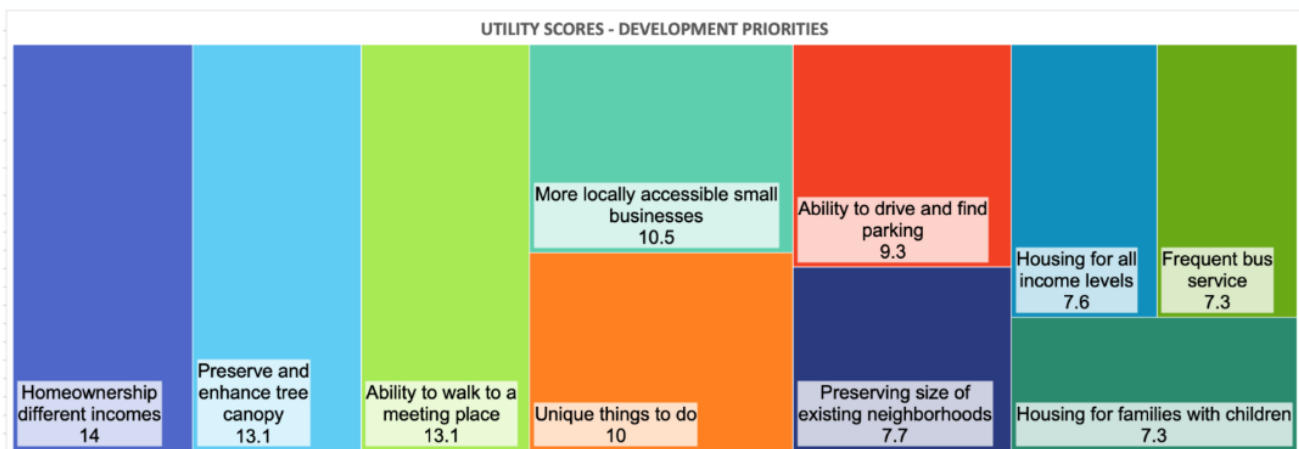 UTILITY SCORES - DEVELOPMENT PRIORITIES
Homeownership
different incomes
14
Preserve and
enhance tree
canopy
13.1
Ability to walk to a
meeting place
13.1
More locally accessible small
businesses
10.5
Unique things to do
10
Ability to drive and find
parking
9.3
Preserving size of
existing neighborhoods
7.7
Housing for all
income levels
7.6
Frequent bus
service
7.3
Housing for families with children
7.3